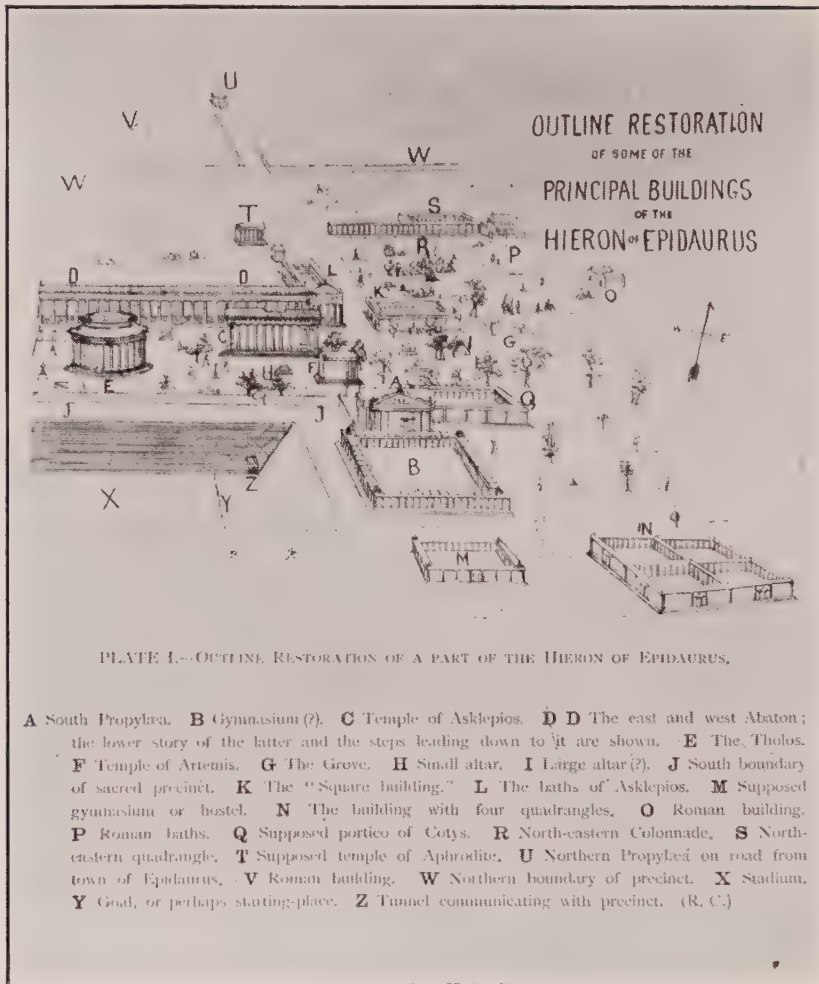 U
V
OUTLINE RESTORATION
OF SOME OF THE
W
W
PRINCIPAL BUILDINGS
OF THE
HIERON OF EPIDAURUS
T
S
R
P
D
D
L
K
O
C
I
G
W E
E
H
F
A
Q
J
J
B
X
Z
Y
M
N
PLATE I.—OUTLINE RESTORATION OF A PART OF THE HIERON OF EPIDAURUS.
A South Propylæa. B Gymnasium (?). C Temple of Asklepios. D D The east and west Abaton;
the lower story of the latter and the steps leading down to it are shown. E The Tholos.
F Temple of Artemis. G The Grove. H Small altar. I Large altar (?). J South boundary
of sacred precinct. K The "Square building." L The baths of Asklepios. M Supposed
gymnasium or hostel. N The building with four quadrangles. O Roman building.
P Roman baths. Q Supposed portico of Cotys. R North-eastern Colonnade. S North-
eastern quadrangle. T Supposed temple of Aphrodite. U Northern Propylæa on road from
town of Epidaurus. V Roman building. W Northern boundary of precinct. X Stadium.
Y Goal, or perhaps starting-place. Z Tunnel communicating with precinct. (R. C.)